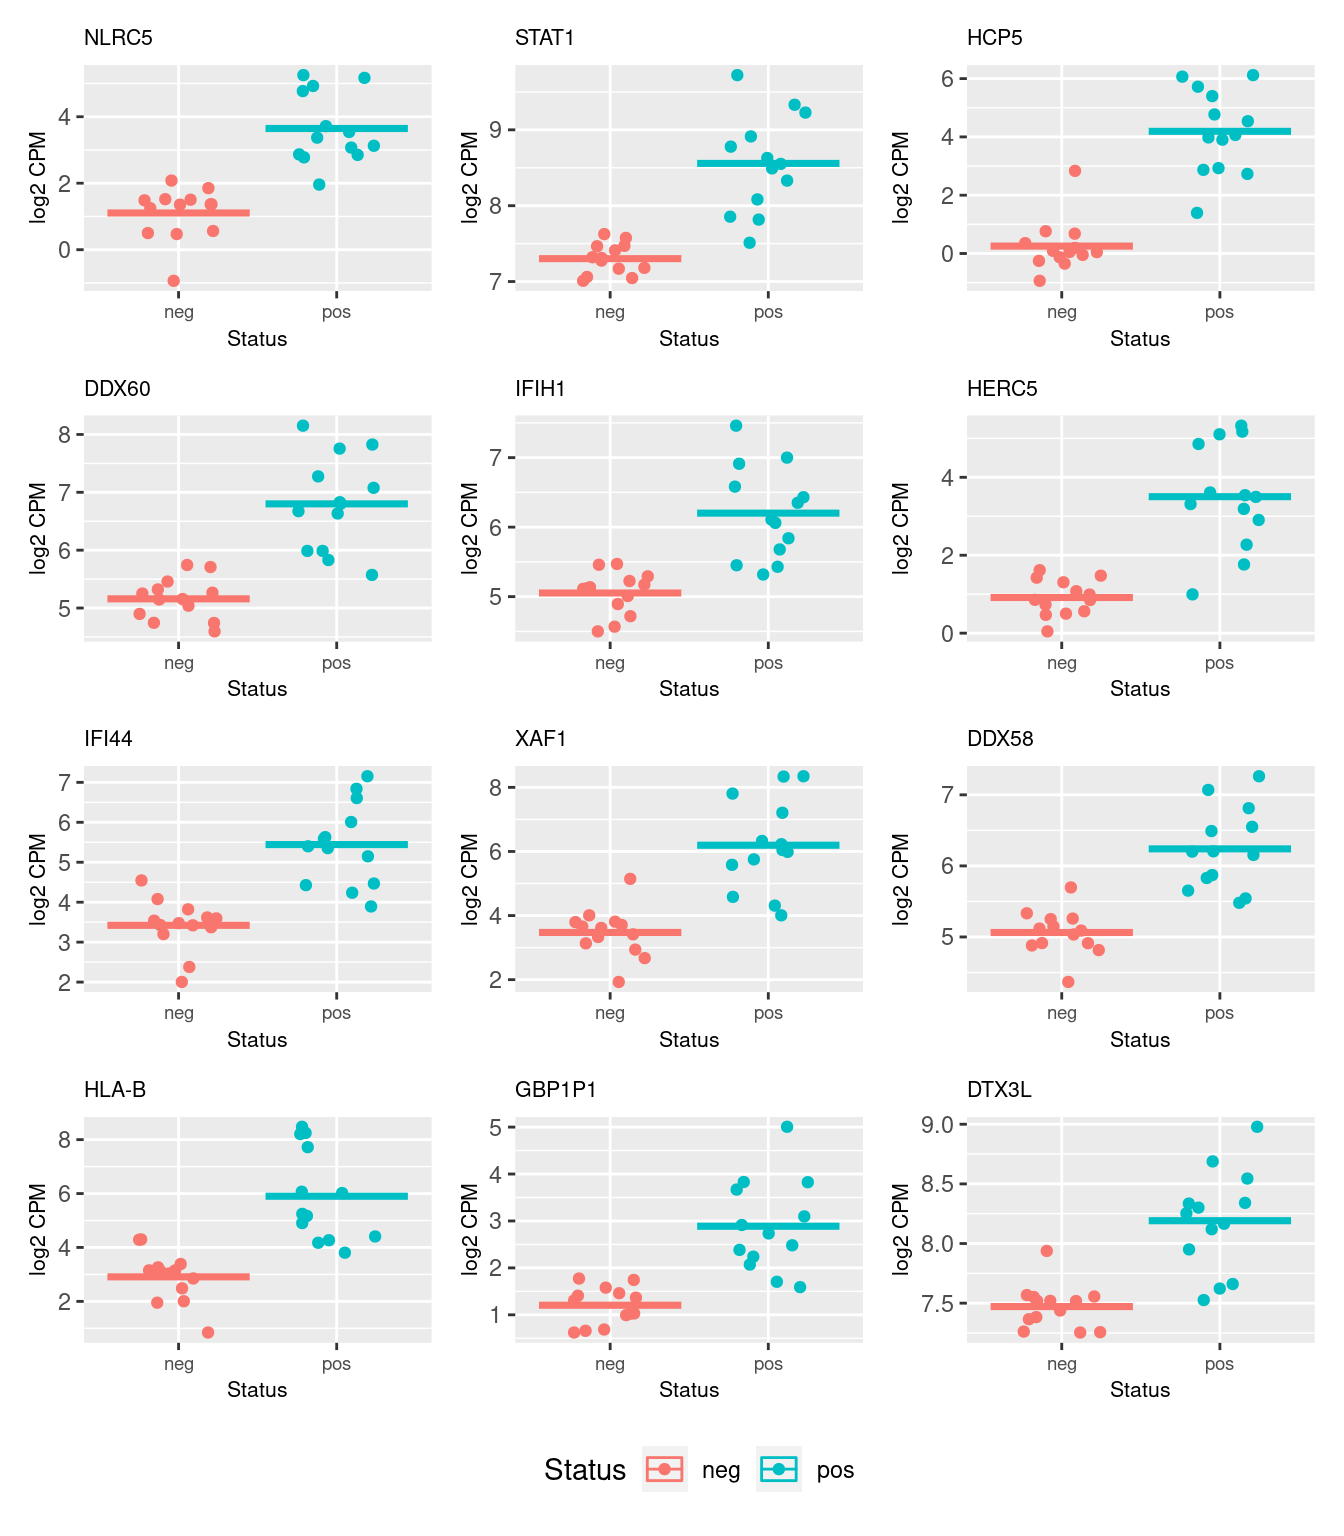 NLRC5 STAT1 HCP5
log2 CPM 4 2 0 log2 CPM 9 8 7 log2 CPM 6 4 2 0
neg pos neg pos neg pos
Status Status Status
DDX60 IFIH1 HERC5
log2 CPM 8 7 6 5 log2 CPM 7 6 5 log2 CPM 4 2 0
neg pos neg pos neg pos
Status Status Status
IFI44 XAF1 DDX58
log2 CPM 7 6 5 4 3 2 log2 CPM 8 6 4 2 log2 CPM 7 6 5
neg pos neg pos neg pos
Status Status Status
HLA-B GBP1P1 DTX3L
log2 CPM 8 6 4 2 log2 CPM 5 4 3 2 1 log2 CPM 9.0 8.5 8.0 7.5
neg pos neg pos neg pos
Status Status Status
Status neg pos